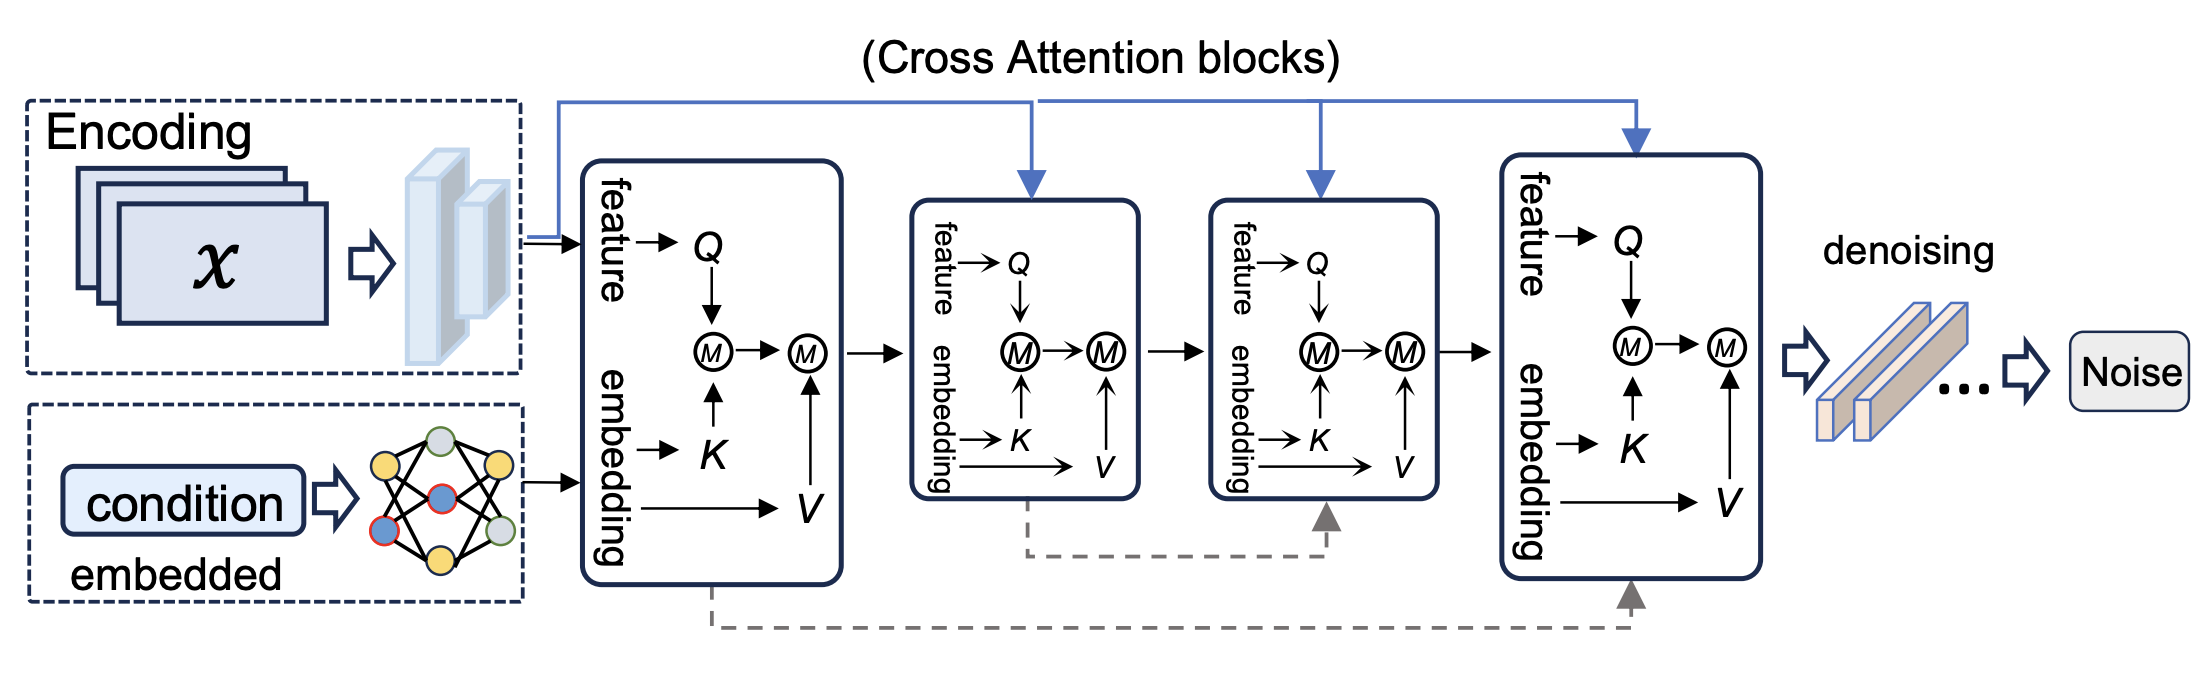 (Cross Attention blocks)
Encoding
x
condition
embedded
feature
Q
M
M
embedding
K
V
feature
Q
M
M
embedding
K
V
feature
Q
M
M
embedding
K
V
feature
Q
M
M
embedding
K
V
denoising
...
Noise